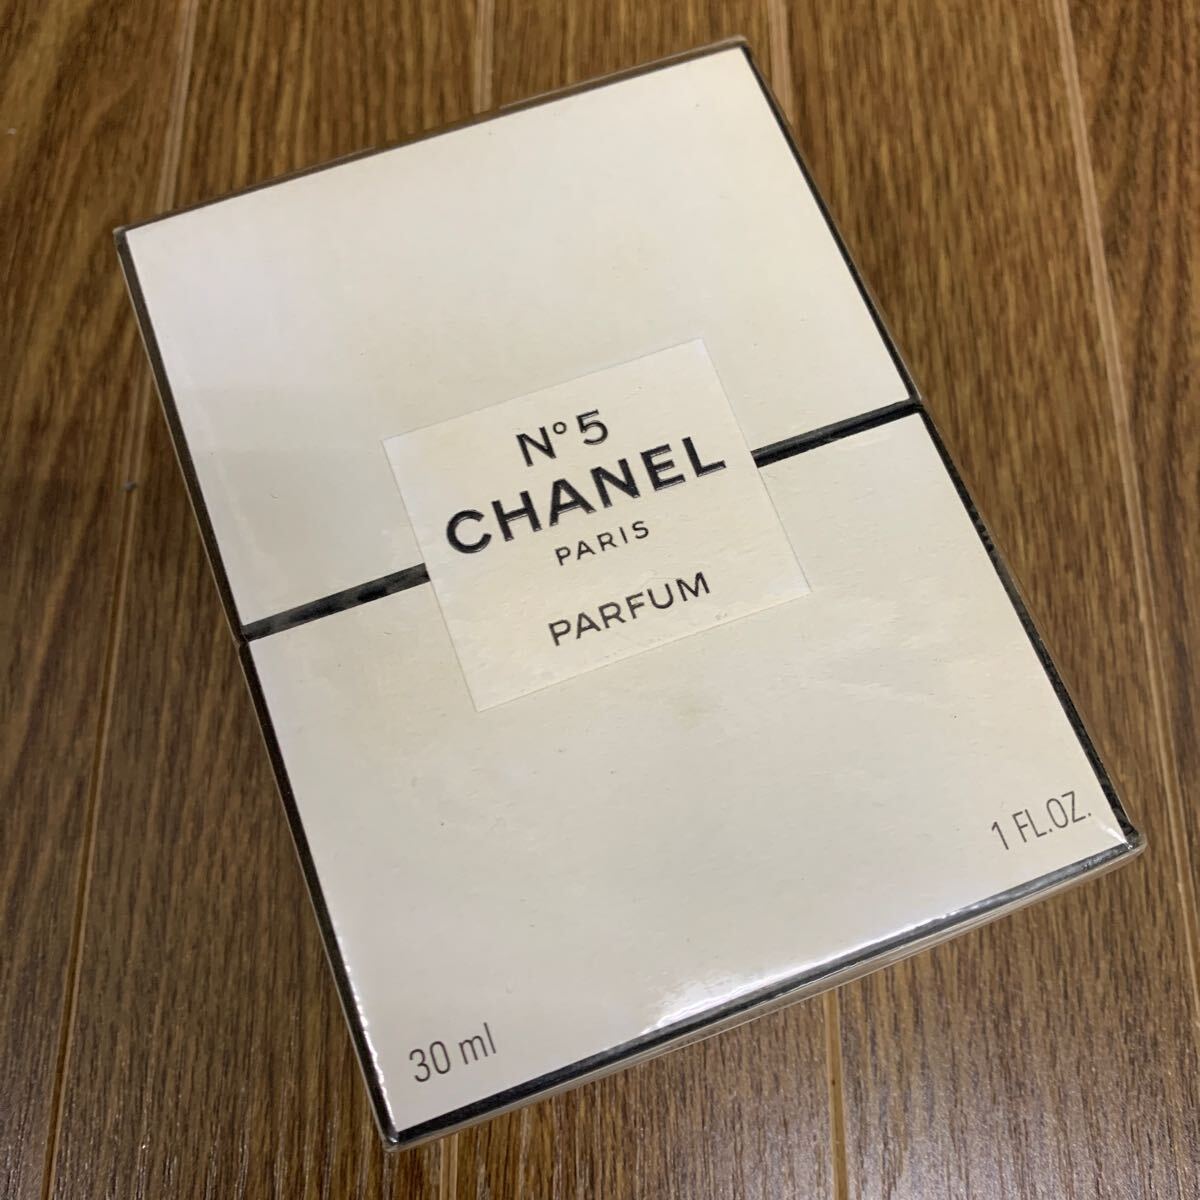 N°5
CHANEL
PARIS
PARFUM
1 FL.OZ.
30 ml